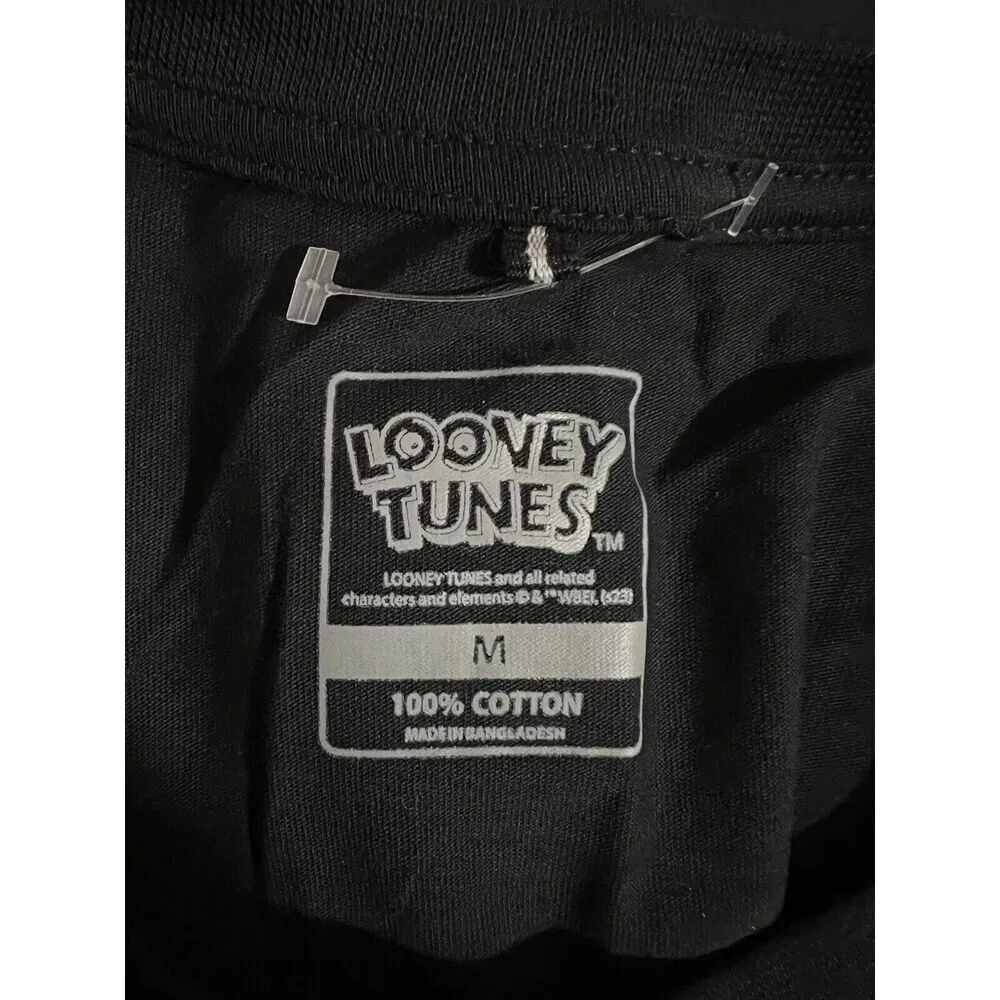 LOONEY
TUNES TM
LOONEY TUNES and all related
characters and elements © & ™ WBEI. (s23)
M
100% COTTON
MADE IN BANGLADESH